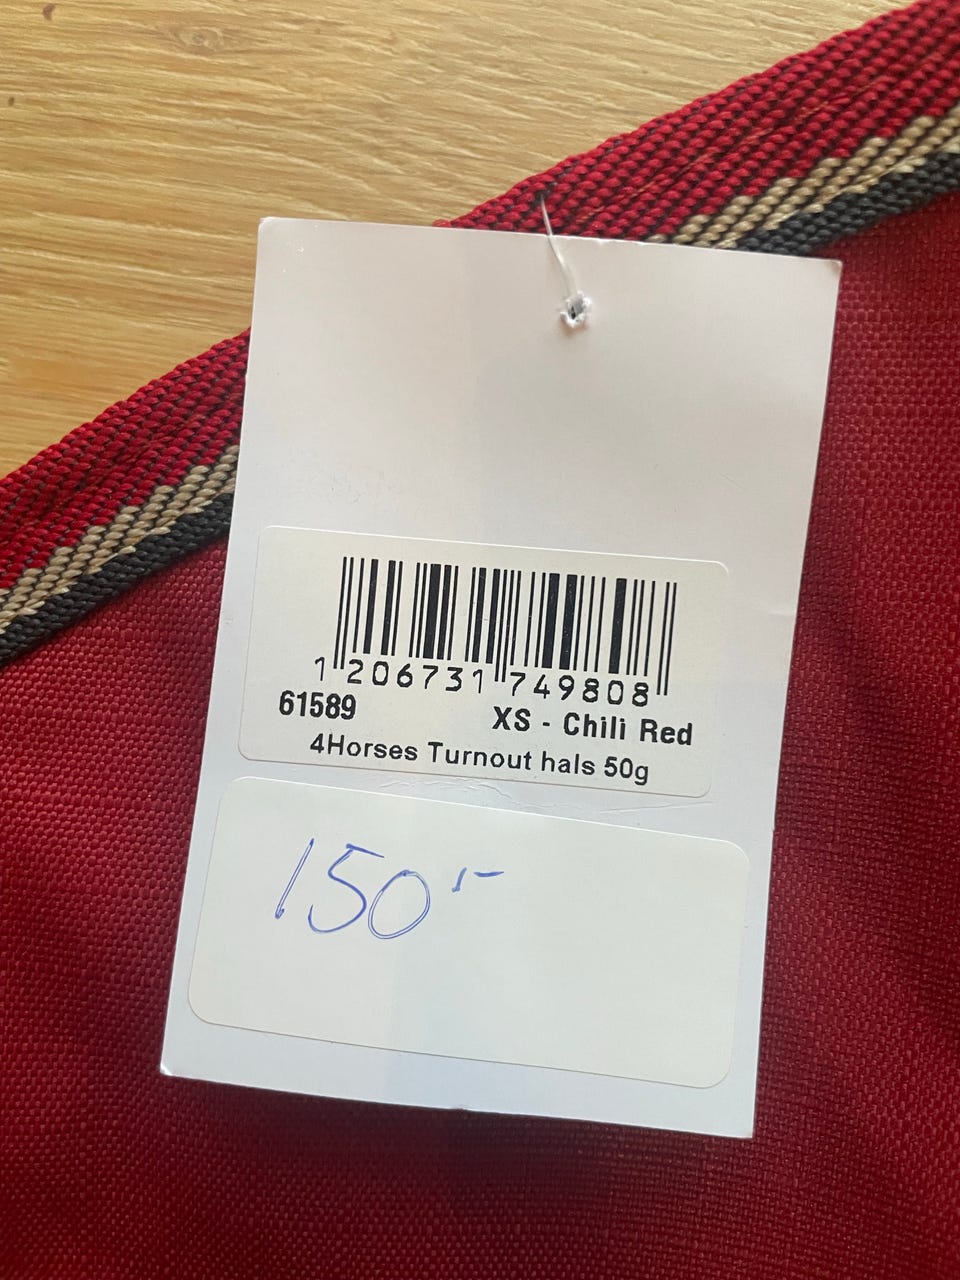 1 206731 749808
61589 XS - Chili Red
4Horses Turnout hals 50g
150,-